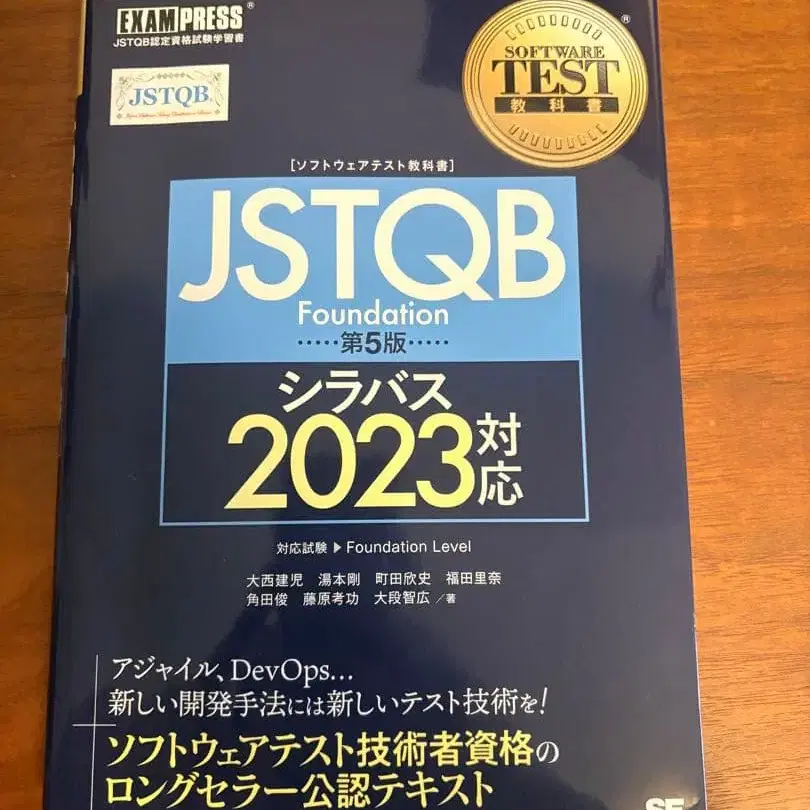 EXAMPRESS®
JSTQB認定資格試験学習書
JSTQB®
SOFTWARE
TEST
教科書
®
[ソフトウェアテスト教科書]
JSTQB
Foundation
·····第5版·····
シラバス
2023対応
対応試験▶Foundation Level
大西建児 湯本剛 町田欣史 福田里奈
角田俊 藤原考功 大段智広/著
アジャイル、DevOps...
新しい開発手法には新しいテスト技術を!
ソフトウェアテスト技術者資格の
ロングセラー公認テキスト
SE